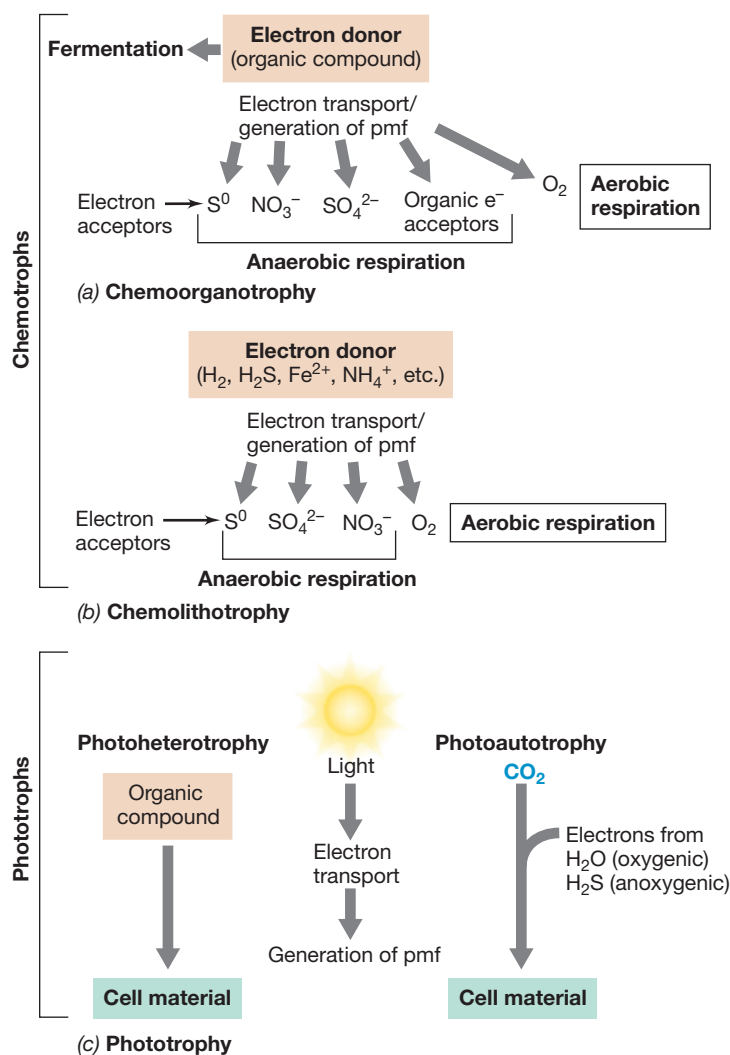 Chemotrophs
Fermentation
Electron donor
(organic compound)
Electron transport/
generation of pmf
Electron
acceptors
S⁰ NO₃⁻ SO₄²⁻
Organic e⁻
acceptors
O₂
Aerobic
respiration
Anaerobic respiration
(a) Chemoorganotrophy
Electron donor
(H₂, H₂S, Fe²⁺, NH₄⁺, etc.)
Electron transport/
generation of pmf
Electron
acceptors
S⁰ SO₄²⁻ NO₃⁻ O₂
Aerobic respiration
Anaerobic respiration
(b) Chemolithotrophy
Phototrophs
Photoheterotrophy
Organic
compound
Cell material
Light
Electron
transport
Generation of pmf
Photoautotrophy
CO₂
Electrons from
H₂O (oxygenic)
H₂S (anoxygenic)
Cell material
(c) Phototrophy